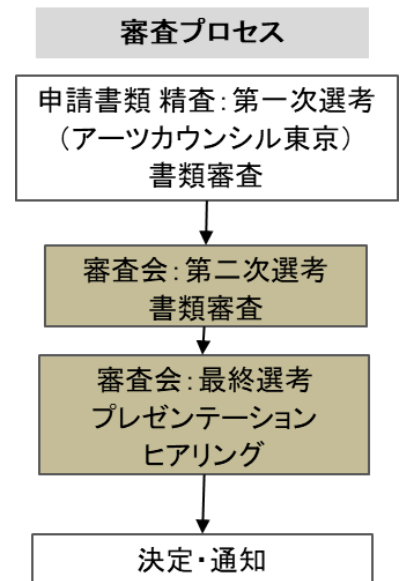 審査プロセス
申請書類 精査：第一次選考
（アーツカウンシル東京）
書類審査
審査会：第二次選考
書類審査
審査会：最終選考
プレゼンテーション
ヒアリング
決定・通知